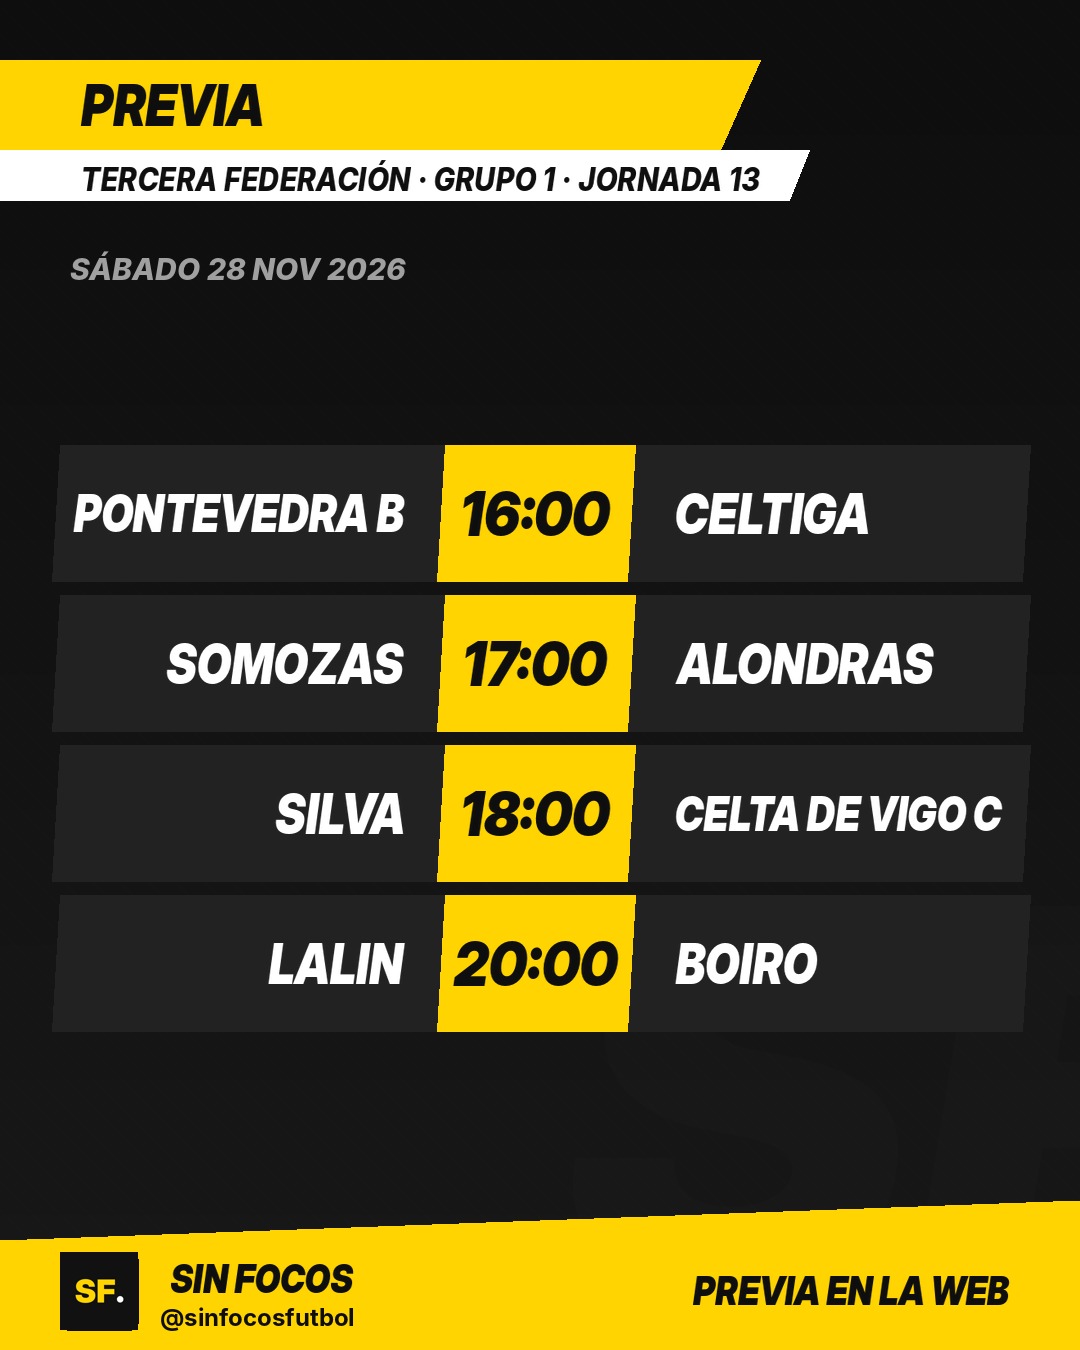 PREVIA
TERCERA FEDERACIÓN · GRUPO 1 · JORNADA 13
SÁBADO 28 NOV 2026
PONTEVEDRA B 16:00 CELTIGA
SOMOZAS 17:00 ALONDRAS
SILVA 18:00 CELTA DE VIGO C
LALIN 20:00 BOIRO
SF
SF.
SIN FOCOS
@sinfocosfutbol
PREVIA EN LA WEB